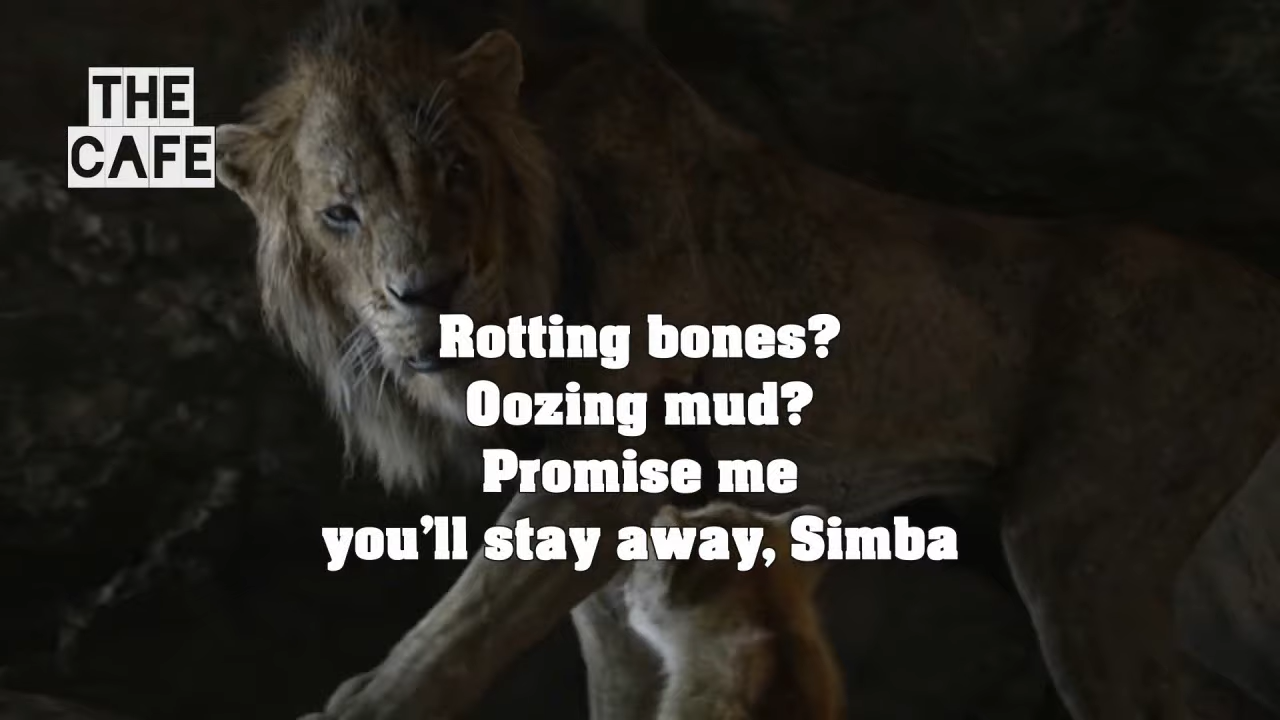 THE
CAFE
Rotting bones?
Oozing mud?
Promise me
you’ll stay away, Simba